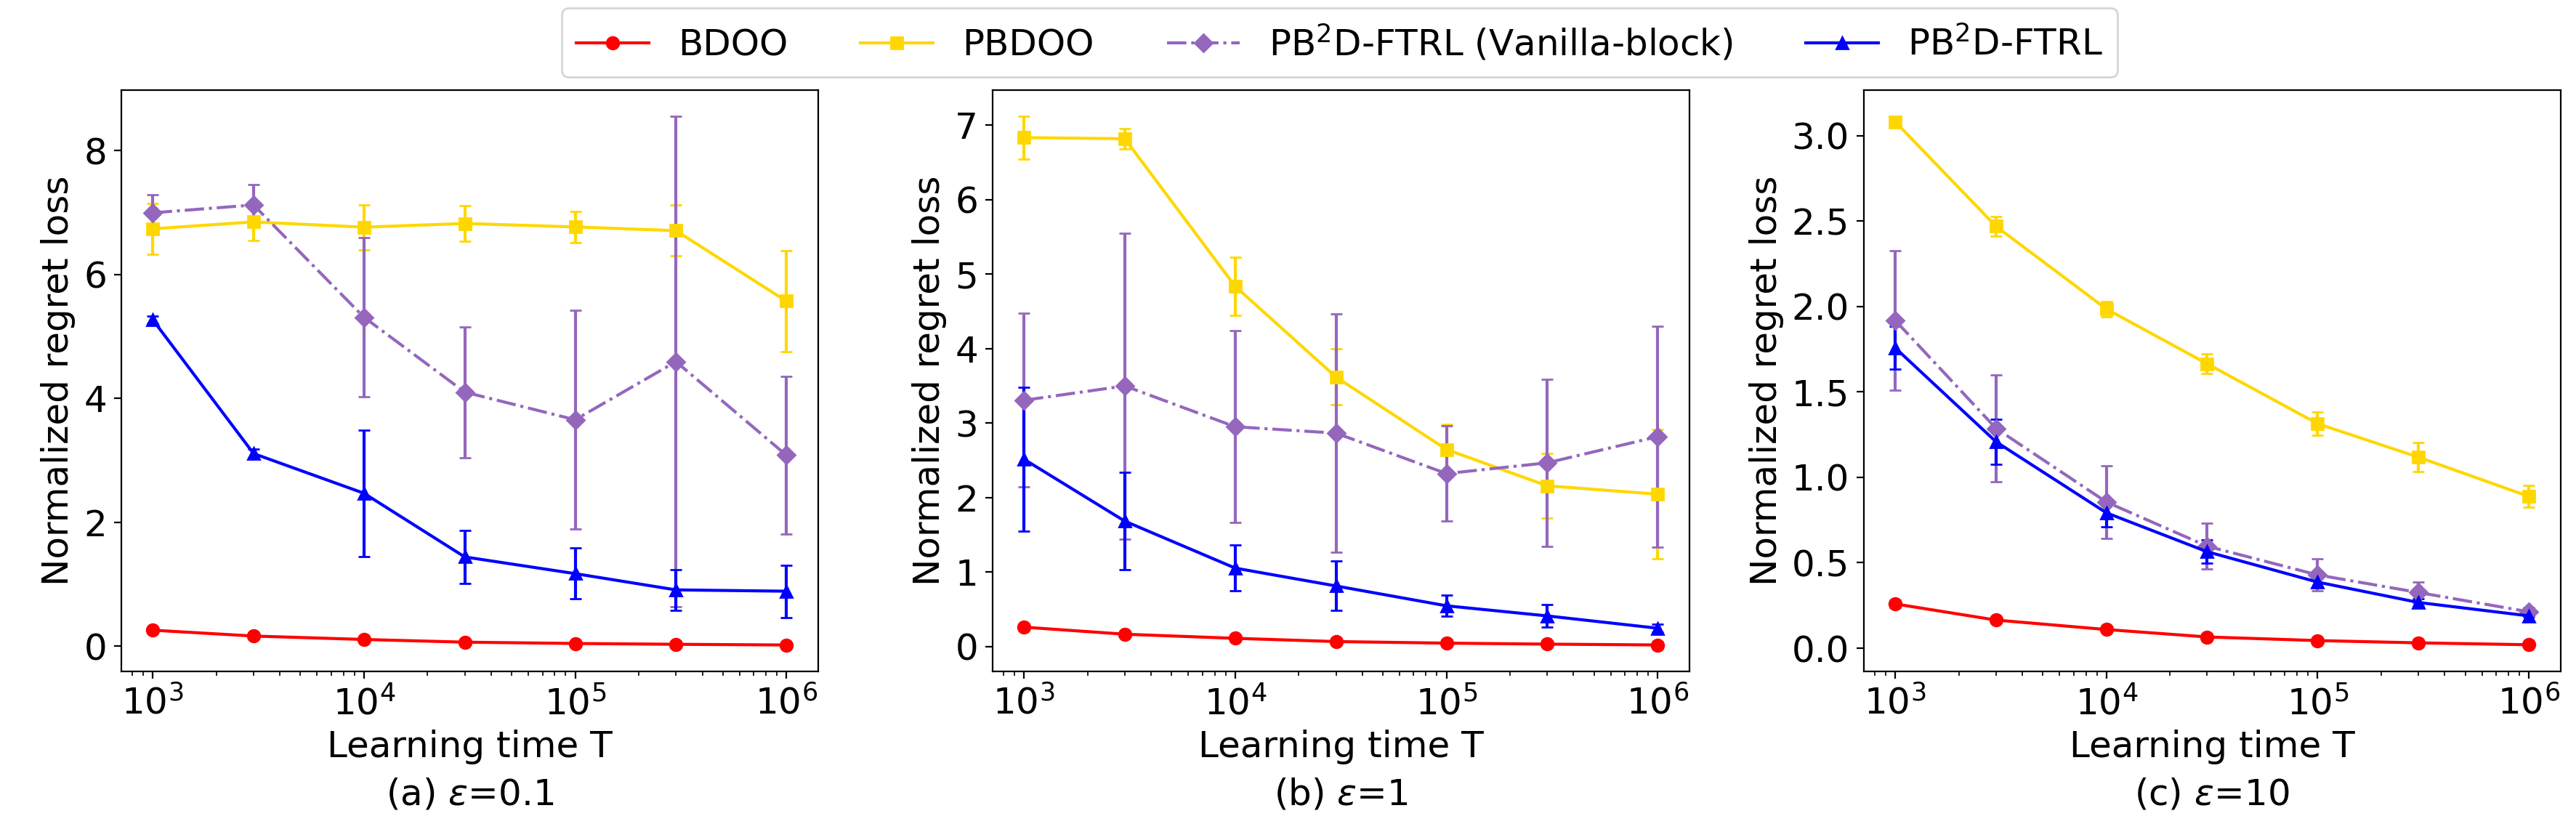 BDOO PBDOO PB²D-FTRL (Vanilla-block) PB²D-FTRL
Normalized regret loss
8
6
4
2
0
10³ 10⁴ 10⁵ 10⁶
Learning time T
(a) ε=0.1
Normalized regret loss
7
6
5
4
3
2
1
0
10³ 10⁴ 10⁵ 10⁶
Learning time T
(b) ε=1
Normalized regret loss
3.0
2.5
2.0
1.5
1.0
0.5
0.0
10³ 10⁴ 10⁵ 10⁶
Learning time T
(c) ε=10